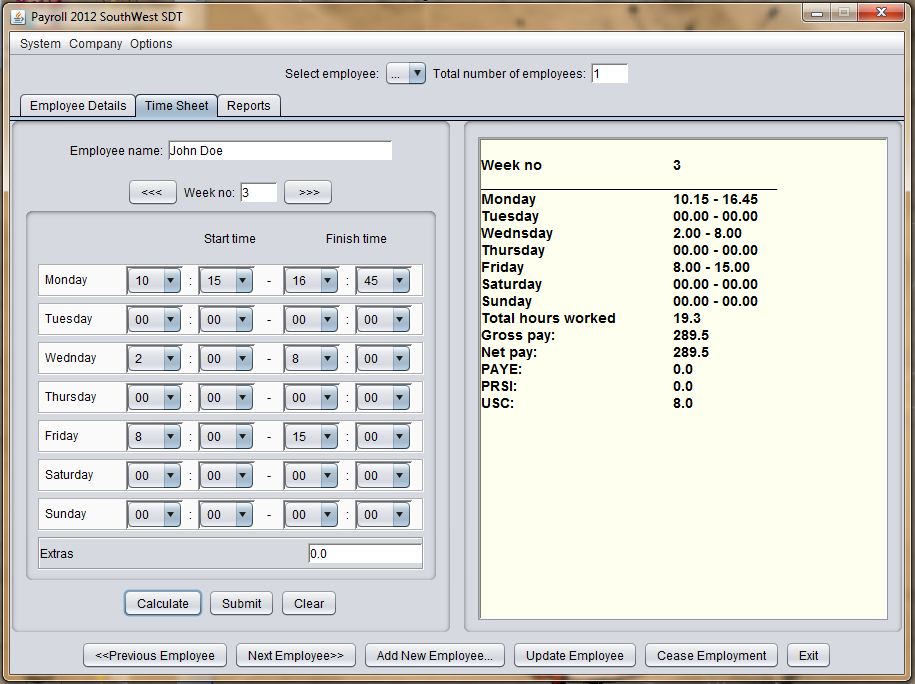 Payroll 2012 SouthWest SDT
System Company Options
Select employee: ... Total number of employees: 1
Employee Details Time Sheet Reports
Employee name: John Doe
<<< Week no: 3 >>>
Start time Finish time
Monday 10 : 15 - 16 : 45
Tuesday 00 : 00 - 00 : 00
Wednday 2 : 00 - 8 : 00
Thursday 00 : 00 - 00 : 00
Friday 8 : 00 - 15 : 00
Saturday 00 : 00 - 00 : 00
Sunday 00 : 00 - 00 : 00
Extras 0.0
Calculate Submit Clear
Week no 3
Monday 10.15 - 16.45
Tuesday 00.00 - 00.00
Wednsday 2.00 - 8.00
Thursday 00.00 - 00.00
Friday 8.00 - 15.00
Saturday 00.00 - 00.00
Sunday 00.00 - 00.00
Total hours worked 19.3
Gross pay: 289.5
Net pay: 289.5
PAYE: 0.0
PRSI: 0.0
USC: 8.0
<<Previous Employee Next Employee>> Add New Employee... Update Employee Cease Employment Exit